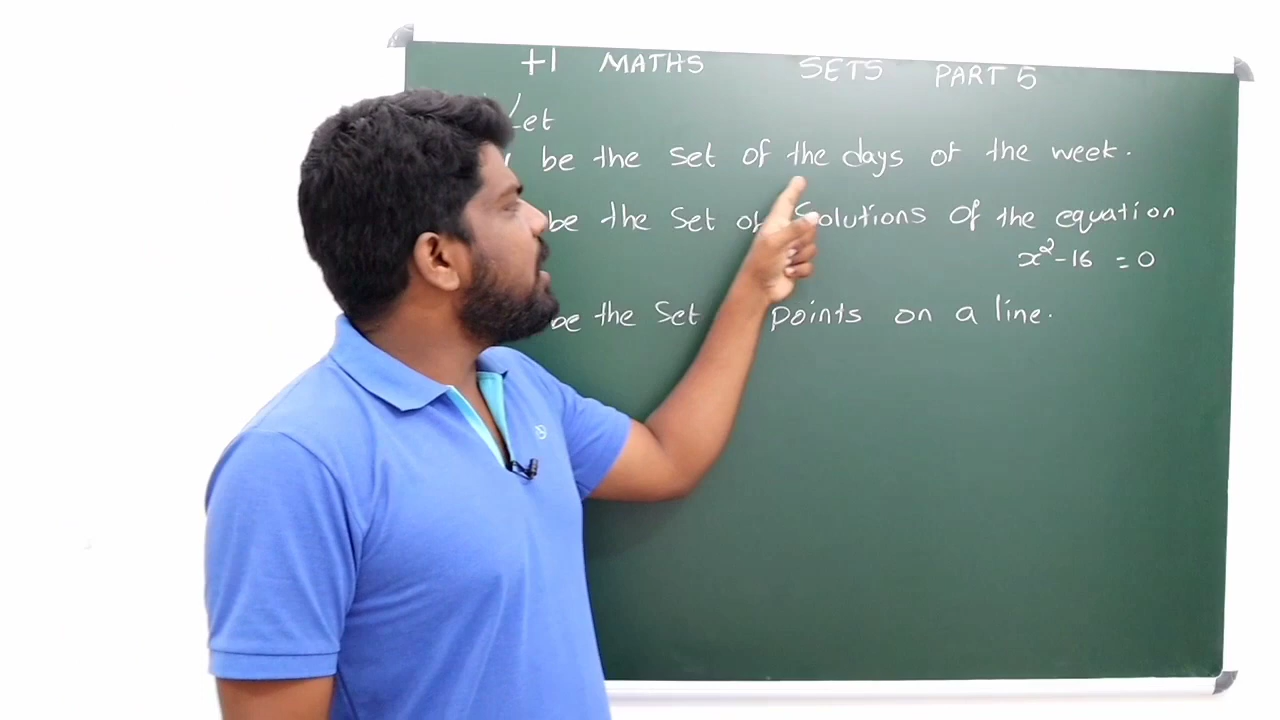 +1 MATHS SETS PART 5
Let
be the set of the days of the week.
be the set of Solutions of the equation
x²-16 = 0
be the set points on a line.